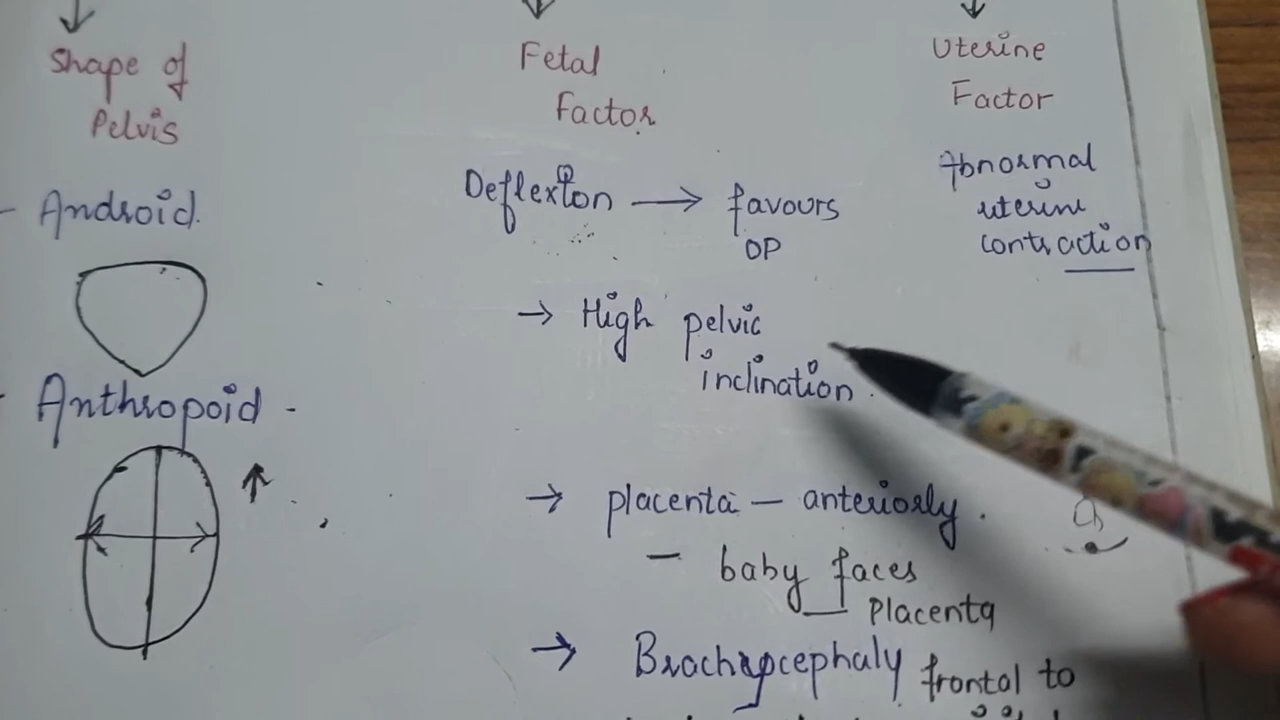 Shape of
Pelvis
- Android.
- Anthropoid -
Fetal
Factor
Deflexion → favours
OP
→ High pelvic
inclination.
→ placenta - anteriorly.
- baby faces
Placenta
→ Brachycephaly frontal to
Uterine
Factor
Abnormal
uterine
contraction